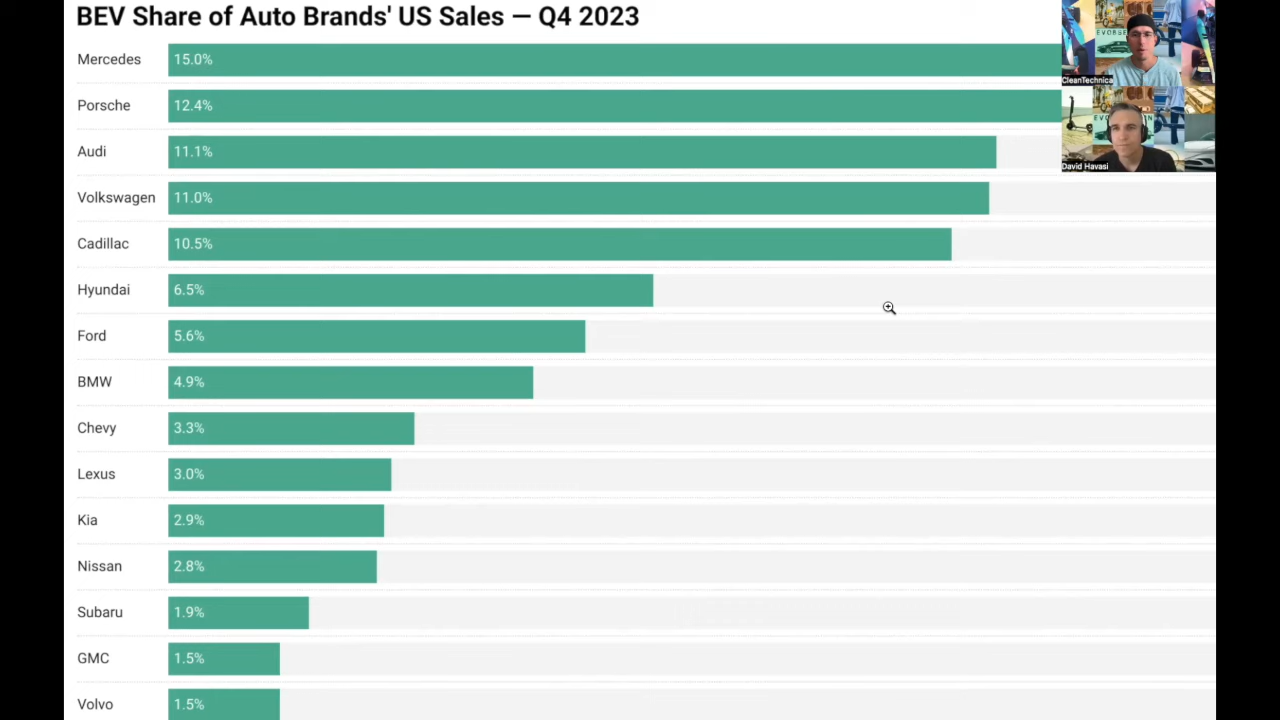 BEV Share of Auto Brands' US Sales — Q4 2023
Mercedes 15.0%
Porsche 12.4%
Audi 11.1%
Volkswagen 11.0%
Cadillac 10.5%
Hyundai 6.5%
Ford 5.6%
BMW 4.9%
Chevy 3.3%
Lexus 3.0%
Kia 2.9%
Nissan 2.8%
Subaru 1.9%
GMC 1.5%
Volvo 1.5%
CleanTechnica
David Havasi